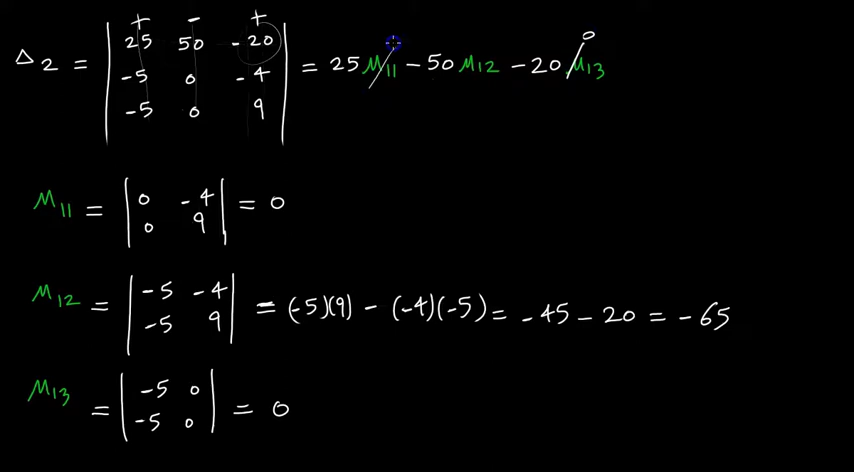 + - +
Δ2 = | 25 50 -20 | = 25 M11 - 50 M12 - 20 M13 0
| -5 0 -4 |
| -5 0 9 |
M11 = | 0 -4 | = 0
| 0 9 |
M12 = | -5 -4 | = (-5)(9) - (-4)(-5) = -45 - 20 = -65
| -5 9 |
M13 = | -5 0 | = 0
| -5 0 |